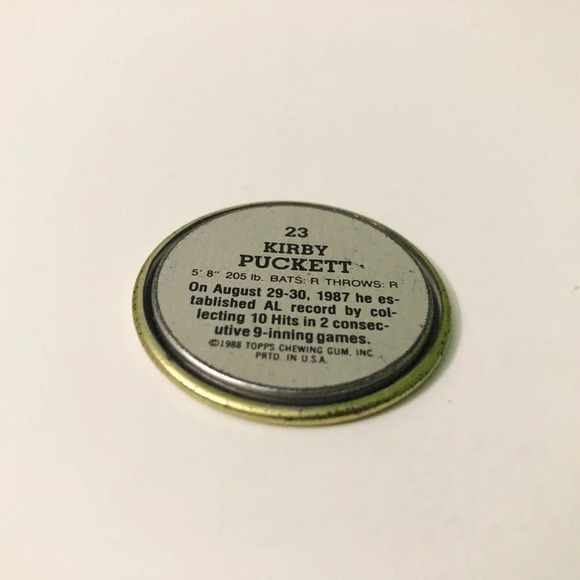 23
KIRBY
PUCKETT
5' 8" 205 lb. BATS: R THROWS: R
On August 29-30, 1987 he es-
tablished AL record by col-
lecting 10 Hits in 2 consec-
utive 9-inning games.
©1988 TOPPS CHEWING GUM, INC.
PRTD. IN U.S.A.